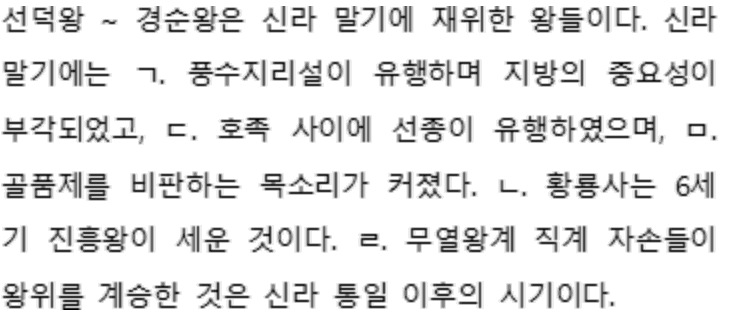 선덕왕 ~ 경순왕은 신라 말기에 재위한 왕들이다. 신라
말기에는 ㄱ. 풍수지리설이 유행하며 지방의 중요성이
부각되었고, ㄷ. 호족 사이에 선종이 유행하였으며, ㅁ.
골품제를 비판하는 목소리가 커졌다. ㄴ. 황룡사는 6세
기 진흥왕이 세운 것이다. ㄹ. 무열왕계 직계 자손들이
왕위를 계승한 것은 신라 통일 이후의 시기이다.